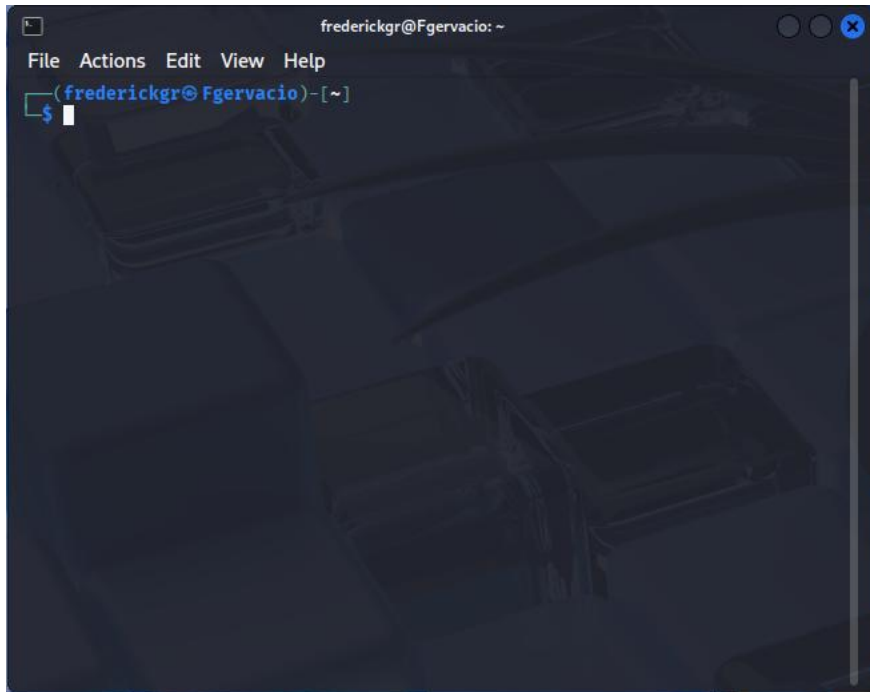 frederickgr@Fgervacio: ~
File Actions Edit View Help
┌──(frederickgr㉿Fgervacio)-[~]
└─$